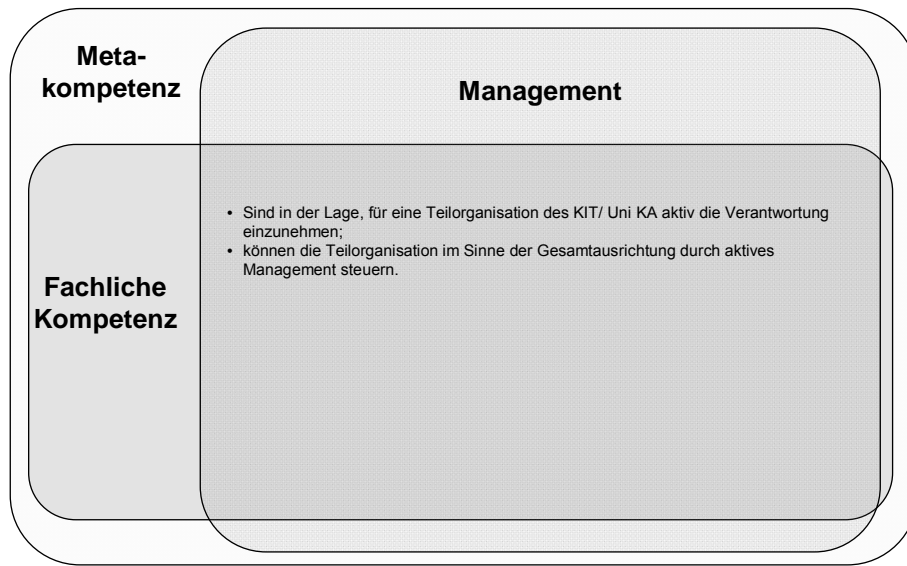 Meta-
kompetenz
Management
• Sind in der Lage, für eine Teilorganisation des KIT/ Uni KA aktiv die Verantwortung
einzunehmen;
• können die Teilorganisation im Sinne der Gesamtausrichtung durch aktives
Management steuern.
Fachliche
Kompetenz